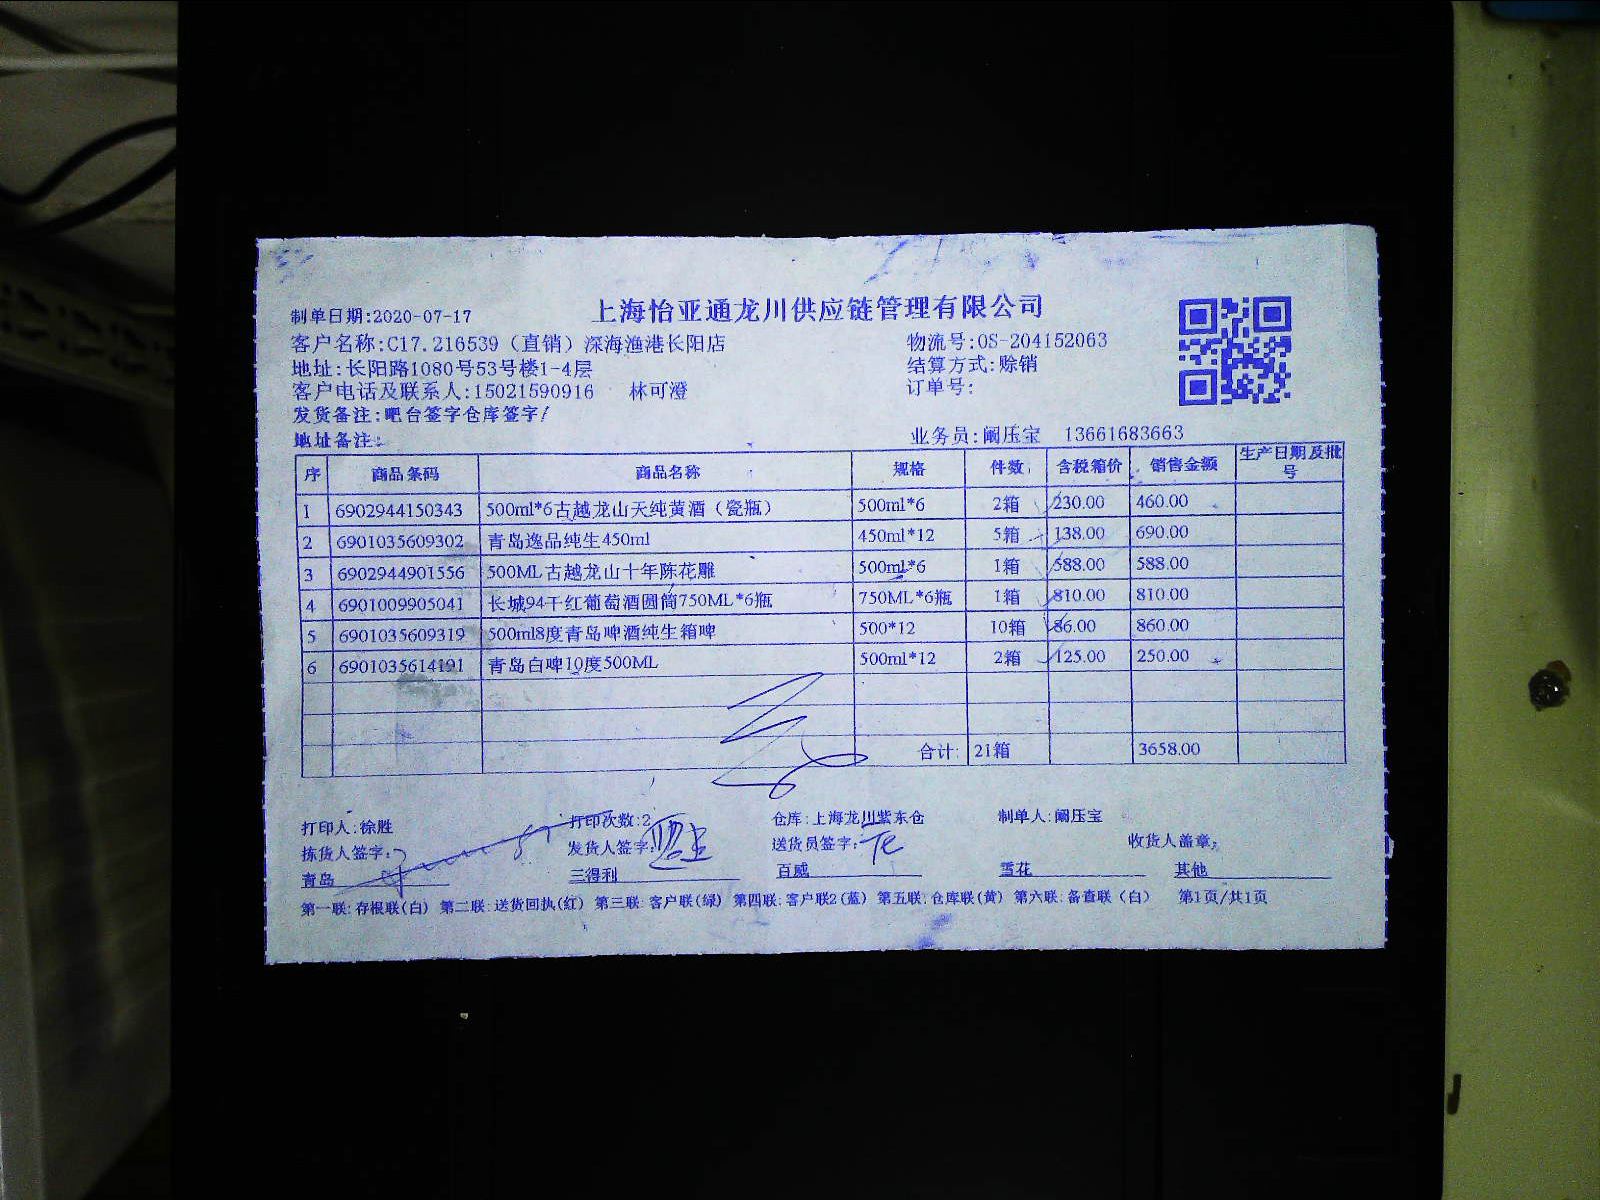 上海怡亚通龙川供应链管理有限公司
制单日期:2020-07-17
客户名称:C17.216539（直销）深海渔港长阳店 物流号:OS-204152063
地址:长阳路1080号53号楼1-4层 结算方式:赊销
客户电话及联系人:15021590916 林可澄 订单号:
发货备注:吧台签字仓库签字/
地址备注: 业务员:阚压宝 13661683663
序 商品条码 商品名称 规格 件数 含税箱价 销售金额 生产日期及批号
1 6902944150343 500ml*6古越龙山天纯黄酒（瓷瓶） 500ml*6 2箱 230.00 460.00
2 6901035609302 青岛逸品纯生450ml 450ml*12 5箱 138.00 690.00
3 6902944901556 500ML古越龙山十年陈花雕 500ml*6 1箱 588.00 588.00
4 6901009905041 长城94干红葡萄酒圆筒750ML*6瓶 750ML*6瓶 1箱 810.00 810.00
5 6901035609319 500ml8度青岛啤酒纯生箱啤 500*12 10箱 86.00 860.00
6 6901035614191 青岛白啤10度500ML 500ml*12 2箱 125.00 250.00
合计: 21箱 3658.00
打印人:徐胜 打印次数:2 仓库:上海龙川紫东仓 制单人:阚压宝
拣货人签字: 发货人签字: 送货员签字: 收货人盖章:
青岛 三得利 百威 雪花 其他
第一联:存根联(白) 第二联:送货回执(红) 第三联:客户联(绿) 第四联:客户联2(蓝) 第五联:仓库联(黄) 第六联:备查联（白） 第1页/共1页